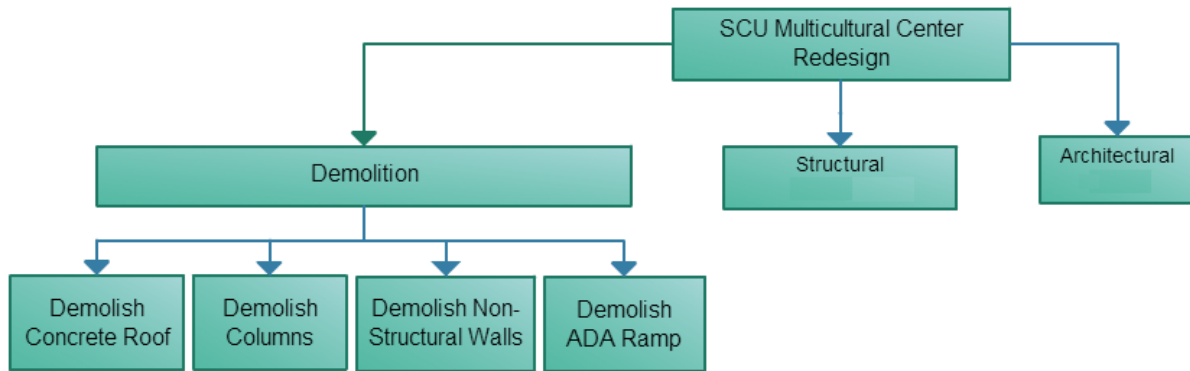 SCU Multicultural Center
Redesign
Demolition
Structural
Architectural
Demolish
Concrete Roof
Demolish
Columns
Demolish Non-
Structural Walls
Demolish
ADA Ramp